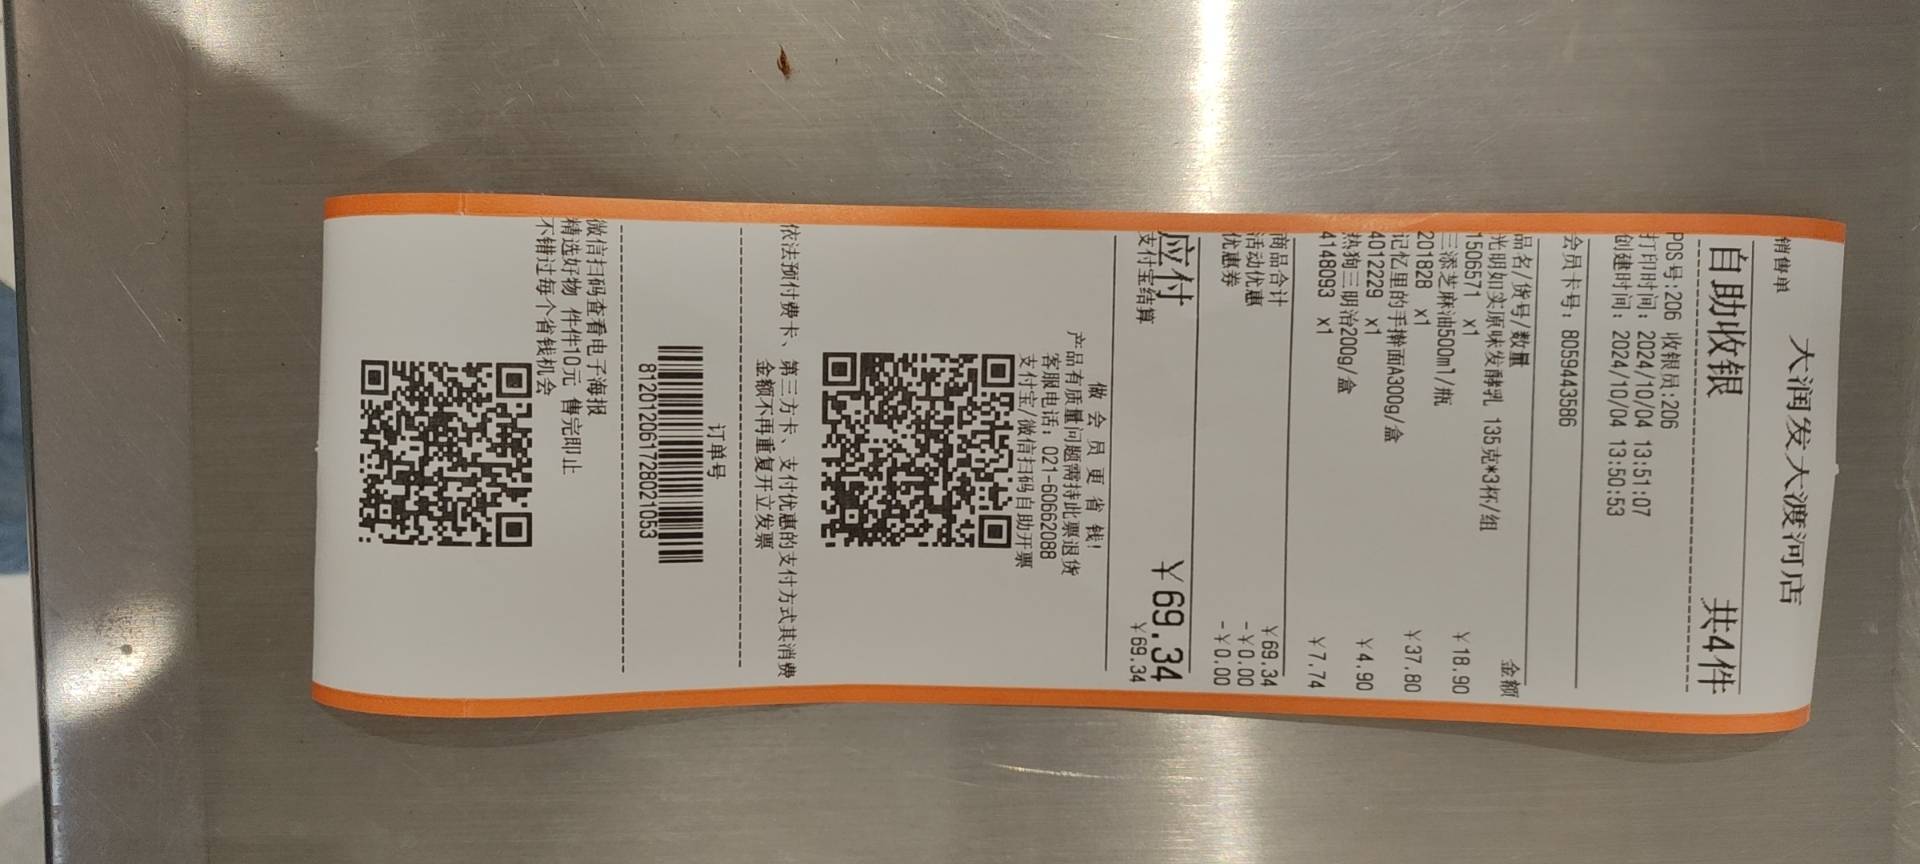 大润发大渡河店
销售单
自助收银 共4件
POS号:206 收银员:206
打印时间: 2024/10/04 13:51:07
创建时间: 2024/10/04 13:50:53
会员卡号: 8059443586
品名/货号/数量 金额
光明如实原味发酵乳 135克*3杯/组
1506571 x1 ￥18.90
三添芝麻油500ml/瓶
201828 x1 ￥37.80
记忆里的手擀面A300g/盒
4012229 x1 ￥4.90
热狗三明治200g/盒
4148093 x1 ￥7.74
商品合计 ￥69.34
活动优惠 -￥0.00
优惠券 -￥0.00
应付 ￥69.34
支付宝结算 ￥69.34
做 会 员 更 省 钱!
产品有质量问题需持此票退货
客服电话: 021-60662088
支付宝/微信扫码自助开票
依法预付费卡、第三方卡、支付优惠的支付方式其消费
金额不再重复开立发票
订单号
8120120617280210​53
微信扫码查看电子海报
精选好物 件件10元 售完即止
不错过每个省钱机会